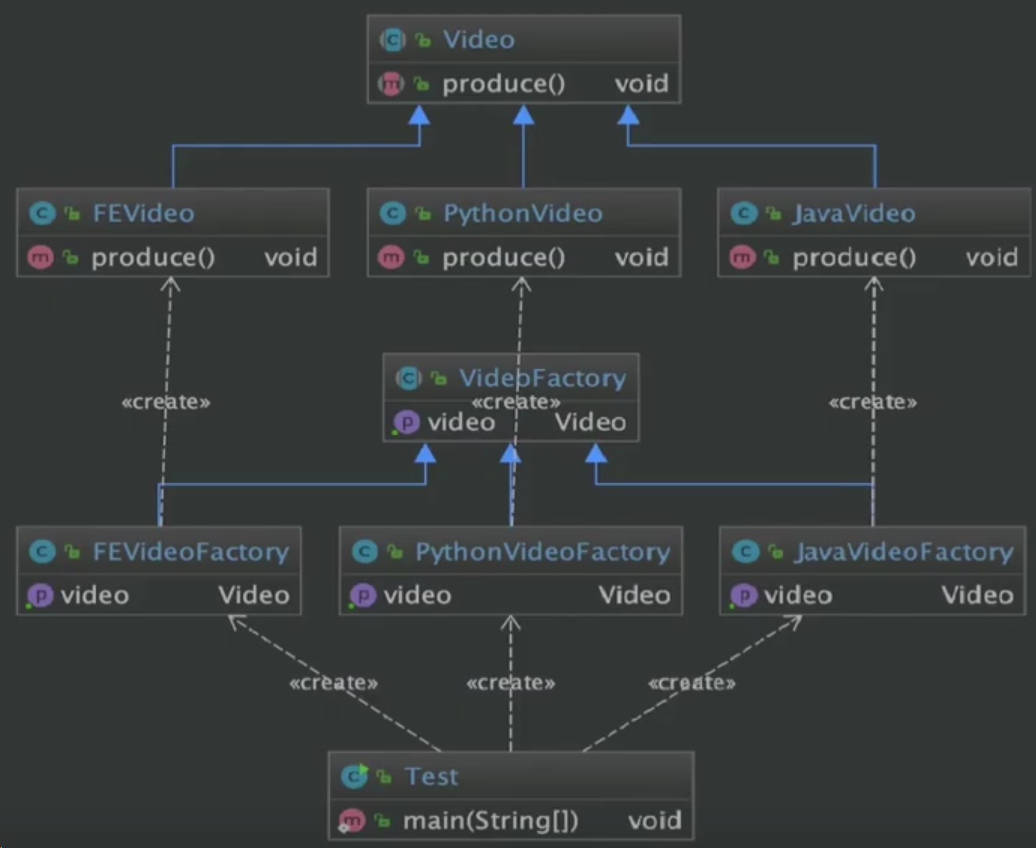 Video
produce() void
FEVideo
produce() void
PythonVideo
produce() void
JavaVideo
produce() void
«create»
VideoFactory
«create»
video Video
«create»
FEVideoFactory
video Video
PythonVideoFactory
video Video
JavaVideoFactory
video Video
«create»
«create»
«create»
Test
main(String[]) void